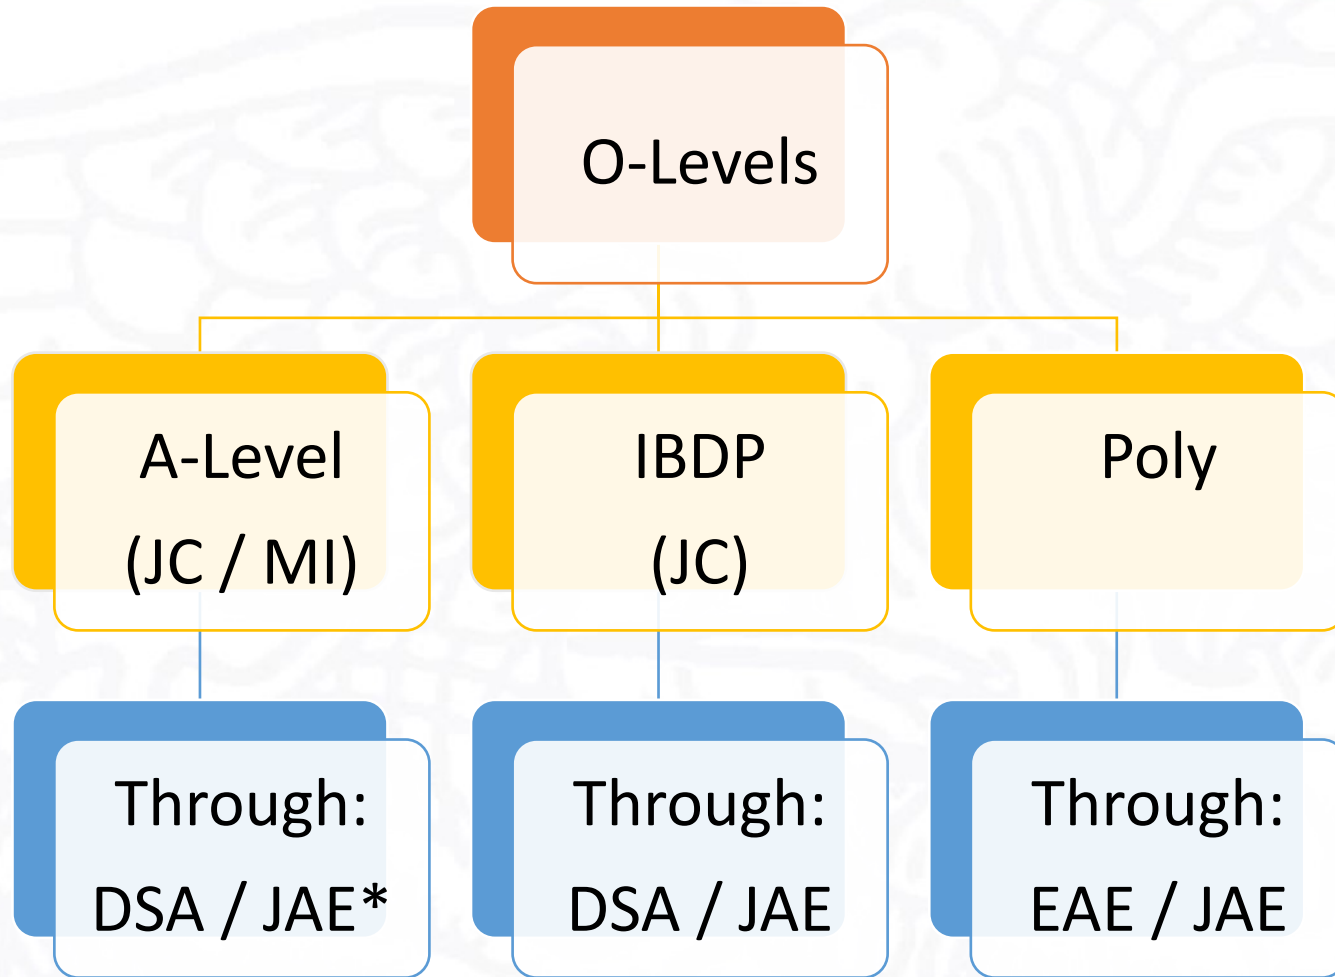 O-Levels
A-Level
(JC / MI)
IBDP
(JC)
Poly
Through:
DSA / JAE*
Through:
DSA / JAE
Through:
EAE / JAE